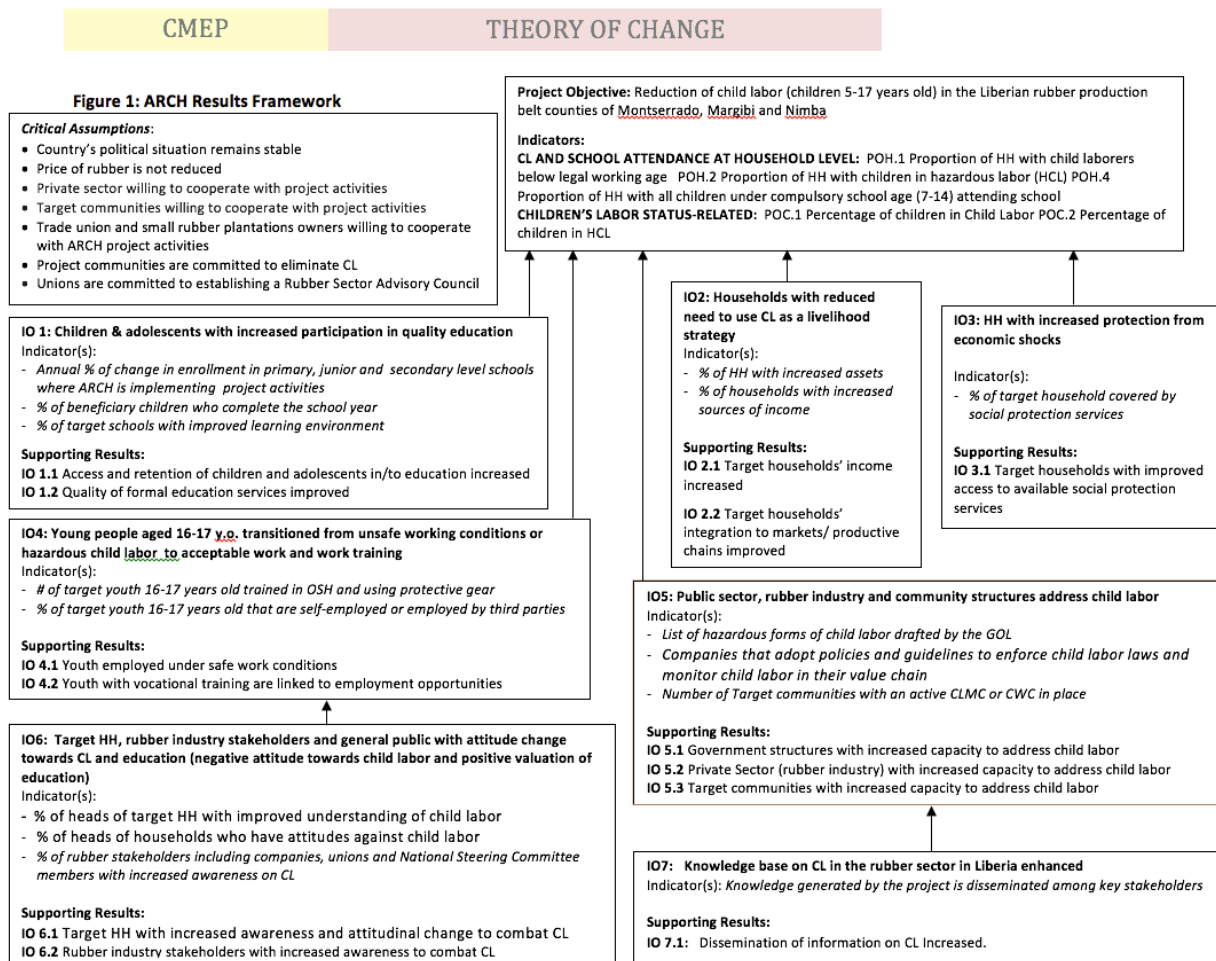 CMEP
THEORY OF CHANGE
Figure 1: ARCH Results Framework
Critical Assumptions:
• Country's political situation remains stable
• Price of rubber is not reduced
• Private sector willing to cooperate with project activities
• Target communities willing to cooperate with project activities
• Trade union and small rubber plantations owners willing to cooperate
with ARCH project activities
• Project communities are committed to eliminate CL
• Unions are committed to establishing a Rubber Sector Advisory Council
Project Objective: Reduction of child labor (children 5-17 years old) in the Liberian rubber production
belt counties of Montserrado, Margibi and Nimba
Indicators:
CL AND SCHOOL ATTENDANCE AT HOUSEHOLD LEVEL: POH.1 Proportion of HH with child laborers
below legal working age POH.2 Proportion of HH with children in hazardous labor (HCL) POH.4
Proportion of HH with all children under compulsory school age (7-14) attending school
CHILDREN'S LABOR STATUS-RELATED: POC.1 Percentage of children in Child Labor POC.2 Percentage of
children in HCL
IO 1: Children & adolescents with increased participation in quality education
Indicator(s):
- Annual % of change in enrollment in primary, junior and secondary level schools
where ARCH is implementing project activities
- % of beneficiary children who complete the school year
- % of target schools with improved learning environment
Supporting Results:
IO 1.1 Access and retention of children and adolescents in/to education increased
IO 1.2 Quality of formal education services improved
IO2: Households with reduced
need to use CL as a livelihood
strategy
Indicator(s):
- % of HH with increased assets
- % of households with increased
sources of income
Supporting Results:
IO 2.1 Target households' income
increased
IO 2.2 Target households'
integration to markets/ productive
chains improved
IO3: HH with increased protection from
economic shocks
Indicator(s):
- % of target household covered by
social protection services
Supporting Results:
IO 3.1 Target households with improved
access to available social protection
services
IO4: Young people aged 16-17 y.o. transitioned from unsafe working conditions or
hazardous child labor to acceptable work and work training
Indicator(s):
- # of target youth 16-17 years old trained in OSH and using protective gear
- % of target youth 16-17 years old that are self-employed or employed by third parties
Supporting Results:
IO 4.1 Youth employed under safe work conditions
IO 4.2 Youth with vocational training are linked to employment opportunities
IO5: Public sector, rubber industry and community structures address child labor
Indicator(s):
- List of hazardous forms of child labor drafted by the GOL
- Companies that adopt policies and guidelines to enforce child labor laws and
monitor child labor in their value chain
- Number of Target communities with an active CLMC or CWC in place
Supporting Results:
IO 5.1 Government structures with increased capacity to address child labor
IO 5.2 Private Sector (rubber industry) with increased capacity to address child labor
IO 5.3 Target communities with increased capacity to address child labor
IO6: Target HH, rubber industry stakeholders and general public with attitude change
towards CL and education (negative attitude towards child labor and positive valuation of
education)
Indicator(s):
- % of heads of target HH with improved understanding of child labor
- % of heads of households who have attitudes against child labor
- % of rubber stakeholders including companies, unions and National Steering Committee
members with increased awareness on CL
Supporting Results:
IO 6.1 Target HH with increased awareness and attitudinal change to combat CL
IO 6.2 Rubber industry stakeholders with increased awareness to combat CL
IO7: Knowledge base on CL in the rubber sector in Liberia enhanced
Indicator(s): Knowledge generated by the project is disseminated among key stakeholders
Supporting Results:
IO 7.1: Dissemination of information on CL Increased.